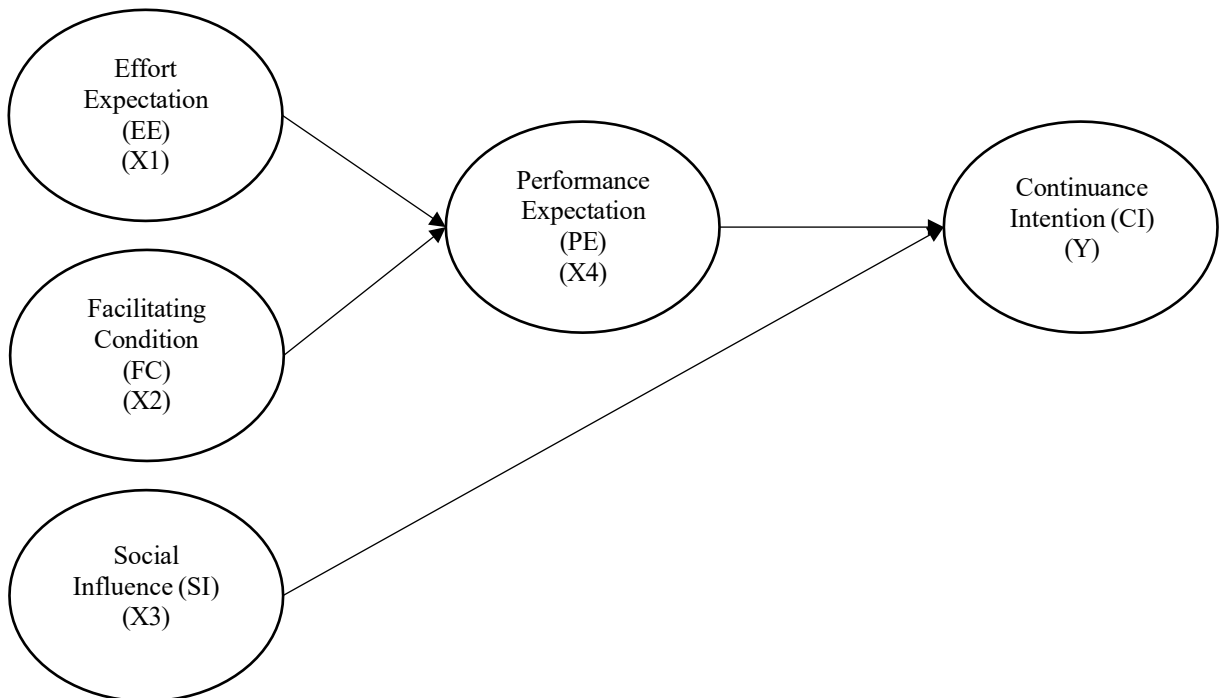 Effort
Expectation
(EE)
(X1)
Facilitating
Condition
(FC)
(X2)
Social
Influence (SI)
(X3)
Performance
Expectation
(PE)
(X4)
Continuance
Intention (CI)
(Y)